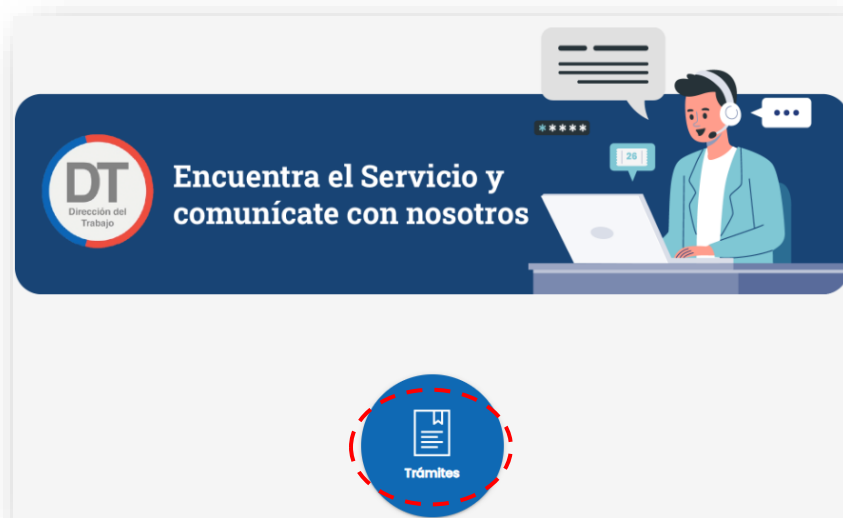 *****
26
DT
Dirección del
Trabajo
Encuentra el Servicio y
comunícate con nosotros
Trámites